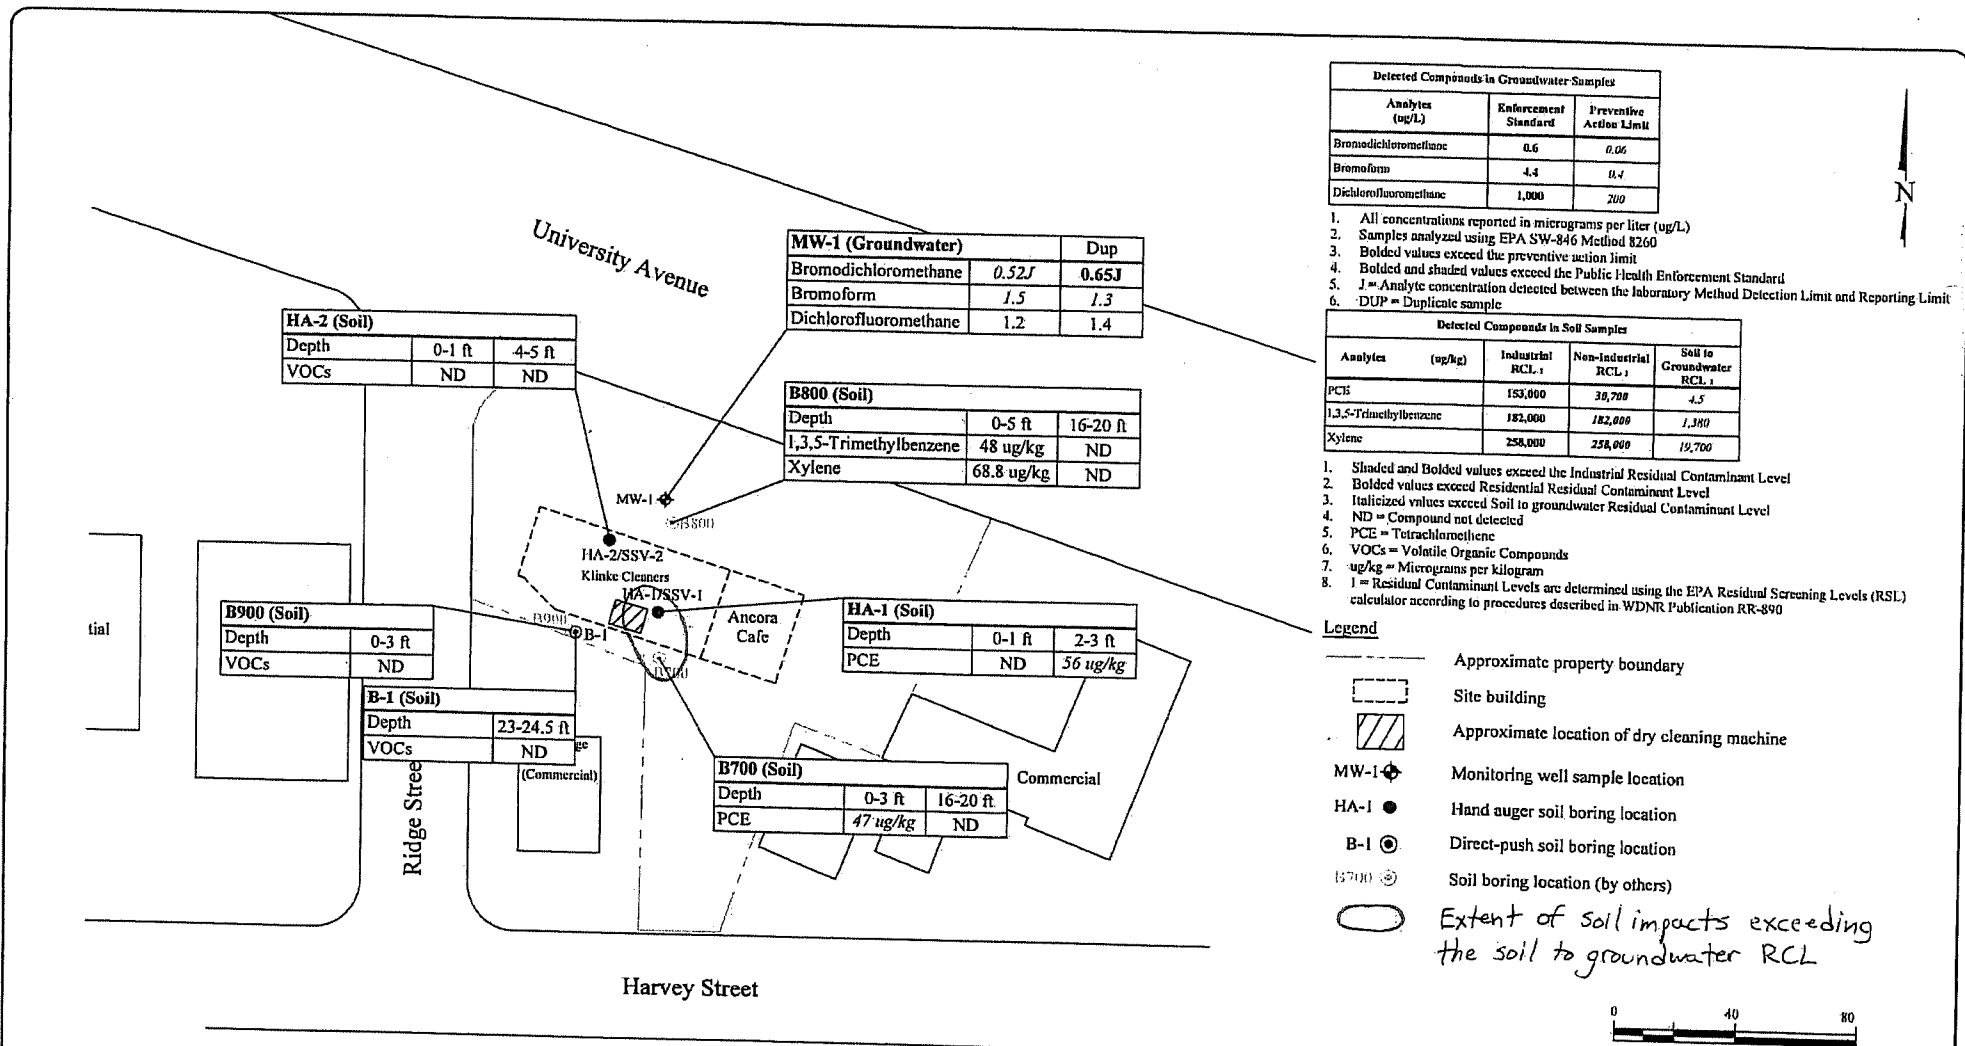 Detected Compounds in Groundwater Samples
Analytes (ug/L) Enforcement Standard Preventive Action Limit
Bromodichloromethane 0.6 0.06
Bromoform 4.4 0.4
Dichlorofluoromethane 1,000 200
1. All concentrations reported in micrograms per liter (ug/L)
2. Samples analyzed using EPA SW-846 Method 8260
3. Bolded values exceed the preventive action limit
4. Bolded and shaded values exceed the Public Health Enforcement Standard
5. J = Analyte concentration detected between the laboratory Method Detection Limit and Reporting Limit
6. DUP = Duplicate sample
Detected Compounds in Soil Samples
Analytes (ug/kg) Industrial RCL 1 Non-Industrial RCL 1 Soil to Groundwater RCL 1
PCE 153,000 30,700 4.5
1,3,5-Trimethylbenzene 182,000 182,000 1,380
Xylene 258,000 258,000 19,700
1. Shaded and Bolded values exceed the Industrial Residual Contaminant Level
2. Bolded values exceed Residential Residual Contaminant Level
3. Italicized values exceed Soil to groundwater Residual Contaminant Level
4. ND = Compound not detected
5. PCE = Tetrachloroethene
6. VOCs = Volatile Organic Compounds
7. ug/kg = Micrograms per kilogram
8. 1 = Residual Contaminant Levels are determined using the EPA Residual Screening Levels (RSL)
calculator according to procedures described in WDNR Publication RR-890
N
University Avenue
MW-1 (Groundwater) Dup
Bromodichloromethane 0.52J 0.65J
Bromoform 1.5 1.3
Dichlorofluoromethane 1.2 1.4
HA-2 (Soil)
Depth 0-1 ft 4-5 ft
VOCs ND ND
B800 (Soil)
Depth 0-5 ft 16-20 ft
1,3,5-Trimethylbenzene 48 ug/kg ND
Xylene 68.8 ug/kg ND
MW-1
B800
HA-2/SSV-2
Klinke Cleaners
HA-1/SSV-1
Ancora
Cafe
B900
B-1
B700
tial
B900 (Soil)
Depth 0-3 ft
VOCs ND
HA-1 (Soil)
Depth 0-1 ft 2-3 ft
PCE ND 56 ug/kg
B-1 (Soil)
Depth 23-24.5 ft
VOCs ND
ge
(Commercial)
B700 (Soil)
Depth 0-3 ft 16-20 ft
PCE 47 ug/kg ND
Commercial
Ridge Street
Harvey Street
Legend
Approximate property boundary
Site building
Approximate location of dry cleaning machine
MW-1 Monitoring well sample location
HA-1 Hand auger soil boring location
B-1 Direct-push soil boring location
B700 Soil boring location (by others)
Extent of soil impacts exceeding
the soil to groundwater RCL
0 40 80